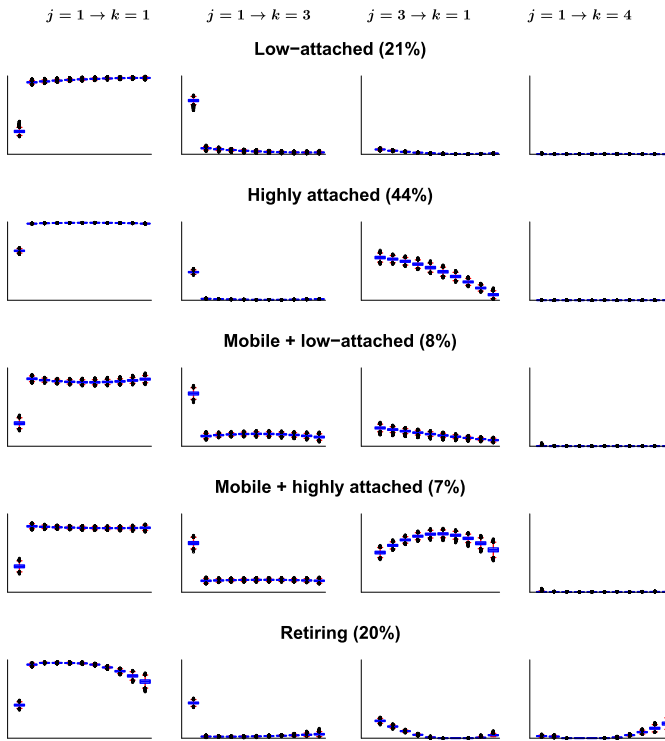 j = 1 → k = 1 j = 1 → k = 3 j = 3 → k = 1 j = 1 → k = 4
Low−attached (21%)
Highly attached (44%)
Mobile + low−attached (8%)
Mobile + highly attached (7%)
Retiring (20%)